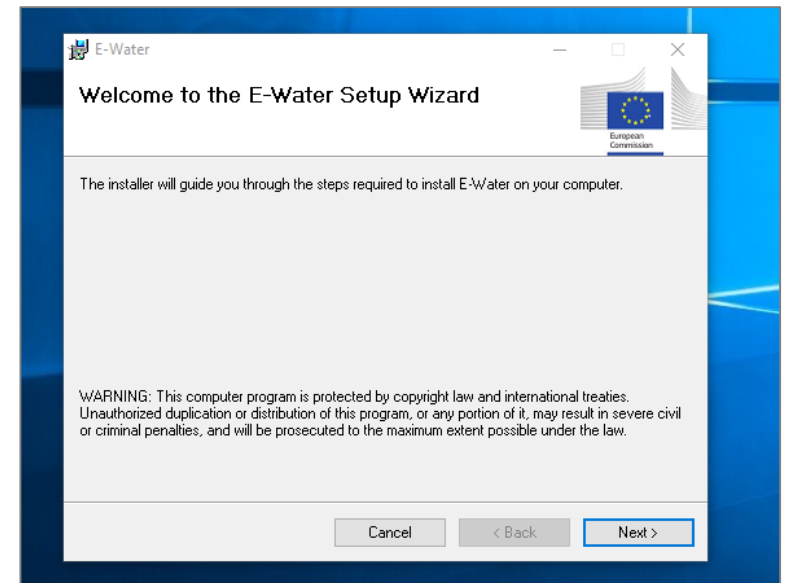 E-Water
Welcome to the E-Water Setup Wizard
European
Commission
The installer will guide you through the steps required to install E-Water on your computer.
WARNING: This computer program is protected by copyright law and international treaties.
Unauthorized duplication or distribution of this program, or any portion of it, may result in severe civil
or criminal penalties, and will be prosecuted to the maximum extent possible under the law.
Cancel
< Back
Next >